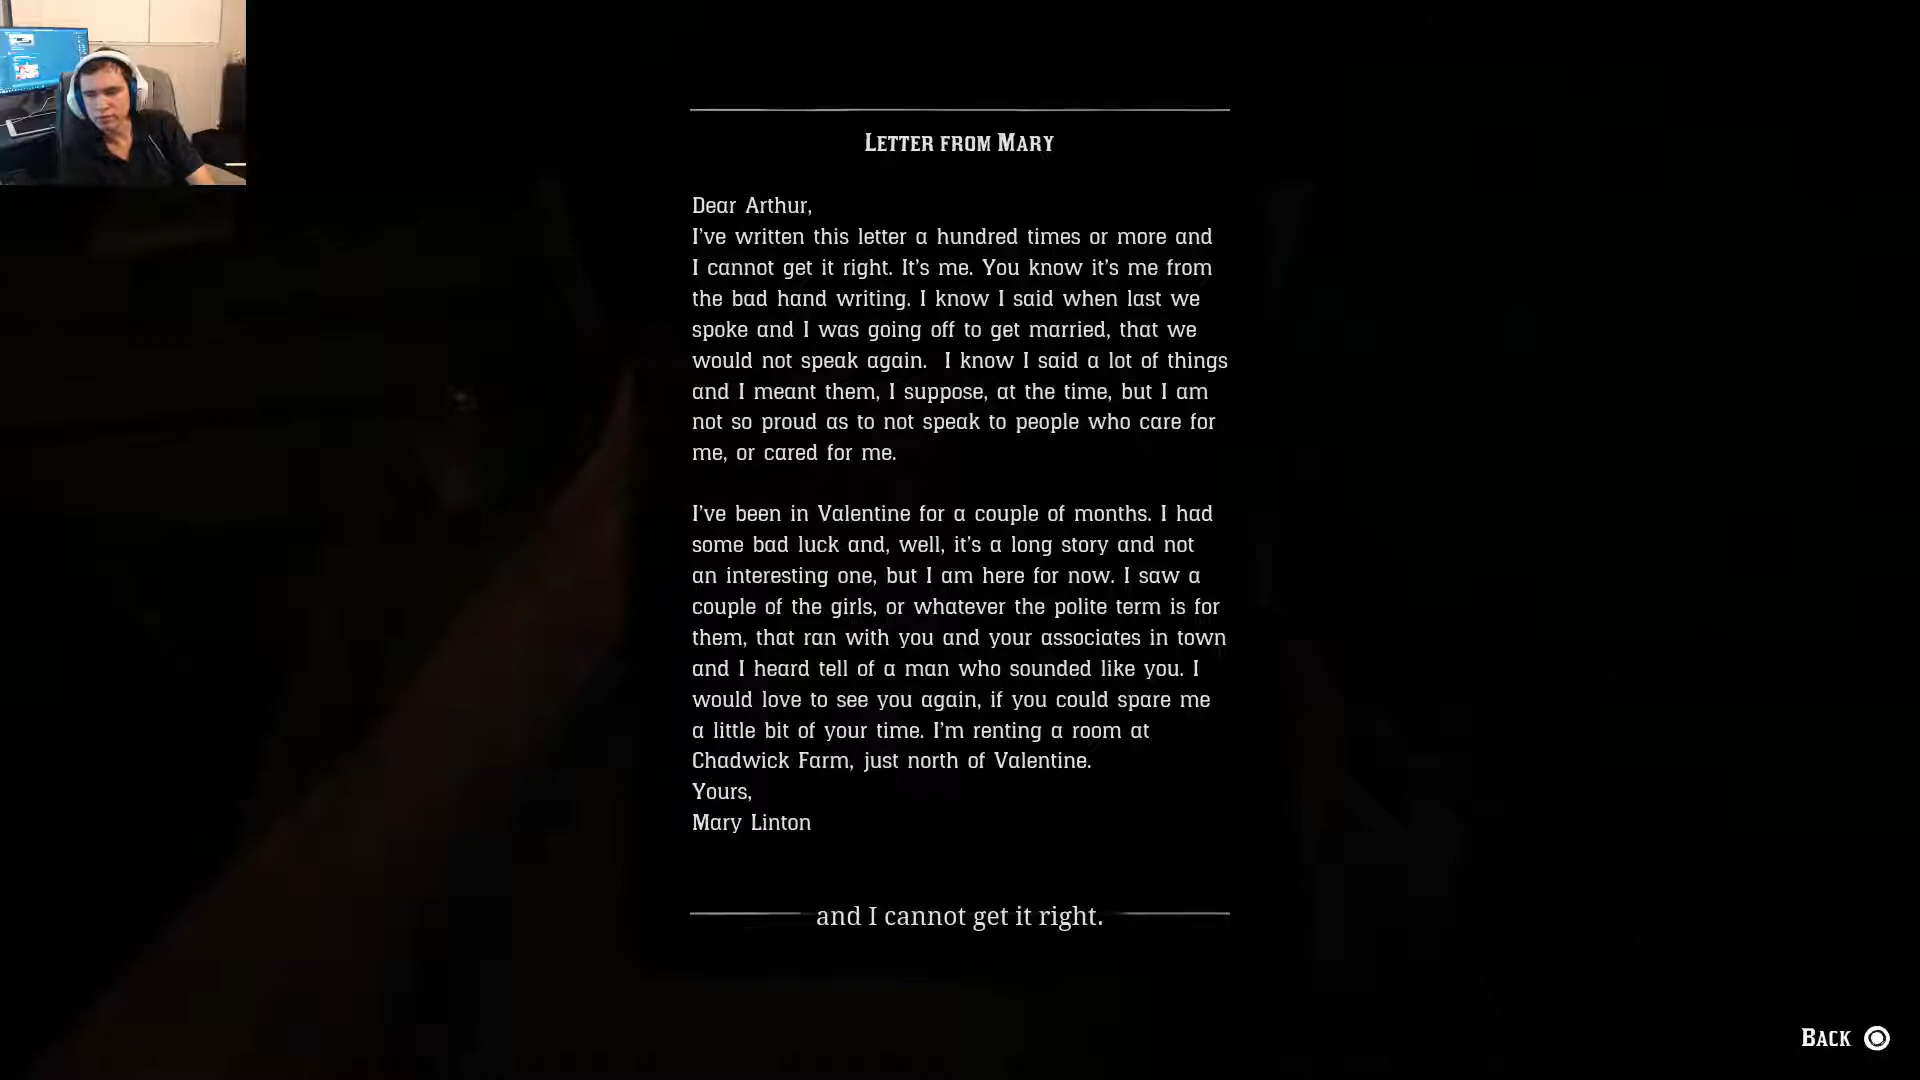 Letter from Mary
Dear Arthur,
I've written this letter a hundred times or more and
I cannot get it right. It's me. You know it's me from
the bad hand writing. I know I said when last we
spoke and I was going off to get married, that we
would not speak again.  I know I said a lot of things
and I meant them, I suppose, at the time, but I am
not so proud as to not speak to people who care for
me, or cared for me.
I've been in Valentine for a couple of months. I had
some bad luck and, well, it's a long story and not
an interesting one, but I am here for now. I saw a
couple of the girls, or whatever the polite term is for
them, that ran with you and your associates in town
and I heard tell of a man who sounded like you. I
would love to see you again, if you could spare me
a little bit of your time. I'm renting a room at
Chadwick Farm, just north of Valentine.
Yours,
Mary Linton
and I cannot get it right.
Back